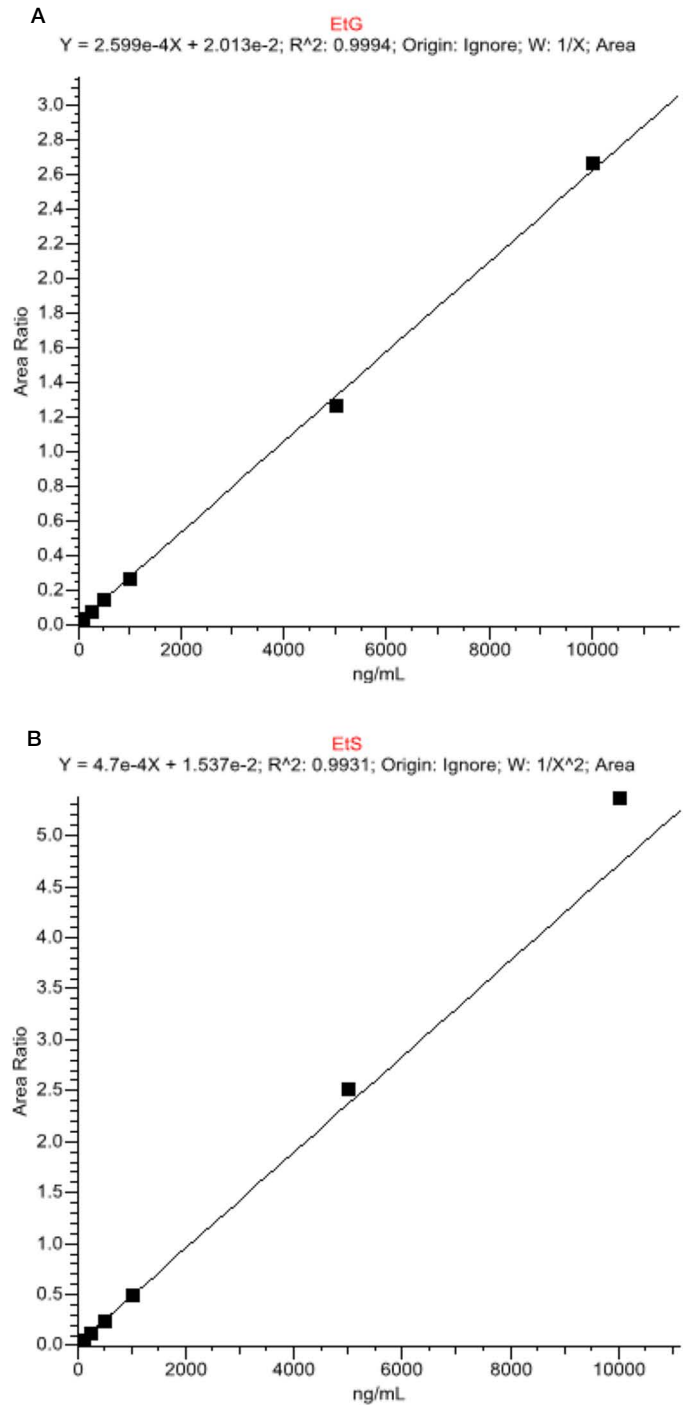 A
EtG
Y = 2.599e-4X + 2.013e-2; R^2: 0.9994; Origin: Ignore; W: 1/X; Area
3.0
2.8
2.6
2.4
2.2
2.0
1.8
1.6
1.4
1.2
1.0
0.8
0.6
0.4
0.2
0.0
Area Ratio
0 2000 4000 6000 8000 10000
ng/mL
B
EtS
Y = 4.7e-4X + 1.537e-2; R^2: 0.9931; Origin: Ignore; W: 1/X^2; Area
5.0
4.5
4.0
3.5
3.0
2.5
2.0
1.5
1.0
0.5
0.0
Area Ratio
0 2000 4000 6000 8000 10000
ng/mL